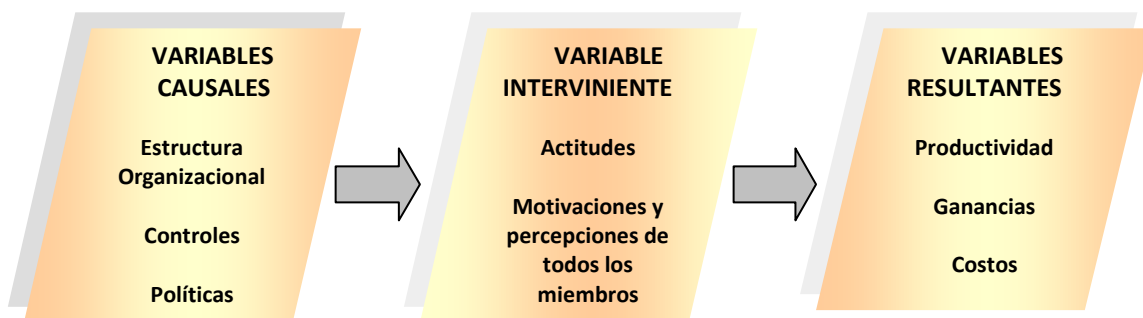 VARIABLES
CAUSALES
Estructura
Organizacional
Controles
Políticas
VARIABLE
INTERVINIENTE
Actitudes
Motivaciones y
percepciones de
todos los
miembros
VARIABLES
RESULTANTES
Productividad
Ganancias
Costos